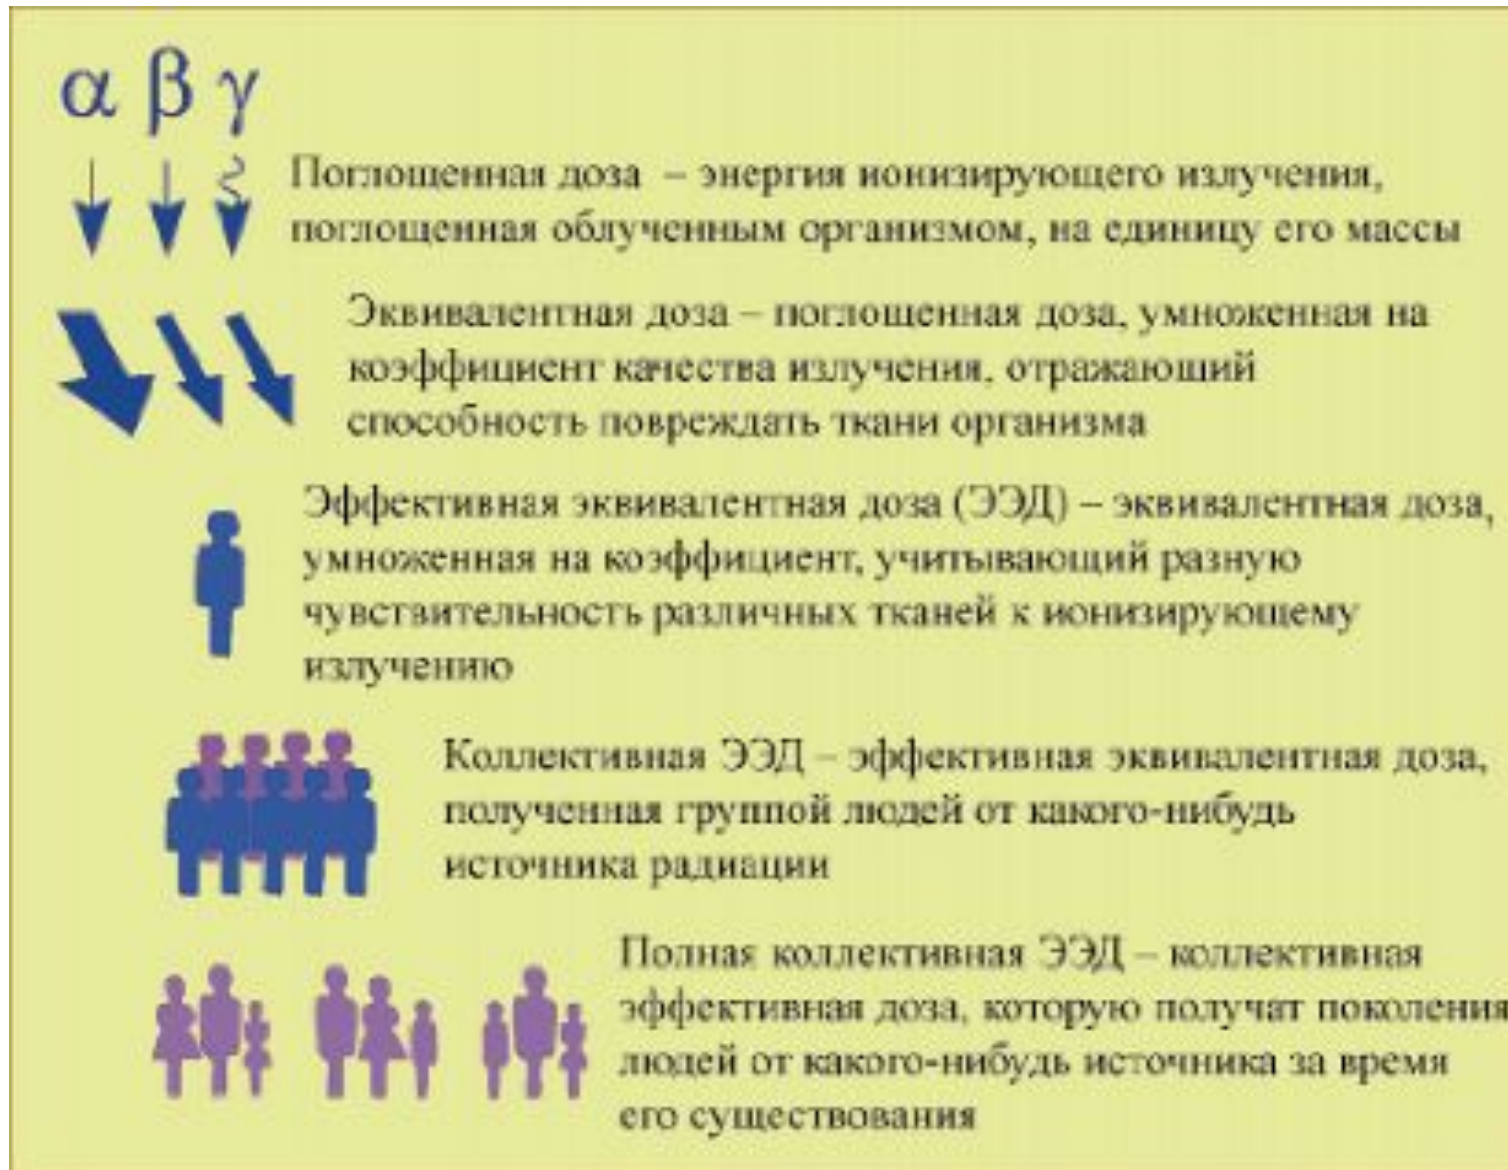 α β γ
Поглощенная доза – энергия ионизирующего излучения,
поглощенная облученным организмом, на единицу его массы
Эквивалентная доза – поглощенная доза, умноженная на
коэффициент качества излучения, отражающий
способность повреждать ткани организма
Эффективная эквивалентная доза (ЭЭД) – эквивалентная доза,
умноженная на коэффициент, учитывающий разную
чувствительность различных тканей к ионизирующему
излучению
Коллективная ЭЭД – эффективная эквивалентная доза,
полученная группой людей от какого-нибудь
источника радиации
Полная коллективная ЭЭД – коллективная
эффективная доза, которую получат поколения
людей от какого-нибудь источника за время
его существования